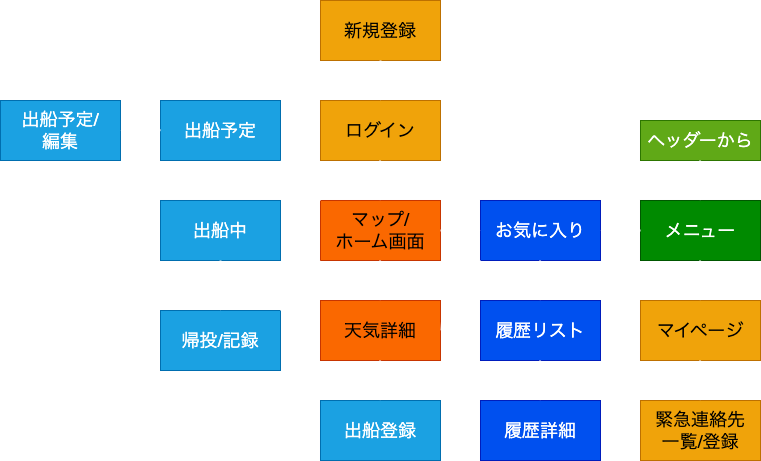 新規登録
出船予定/
編集
出船予定
ログイン
ヘッダーから
出船中
マップ/
ホーム画面
お気に入り
メニュー
帰投/記録
天気詳細
履歴リスト
マイページ
出船登録
履歴詳細
緊急連絡先
一覧/登録